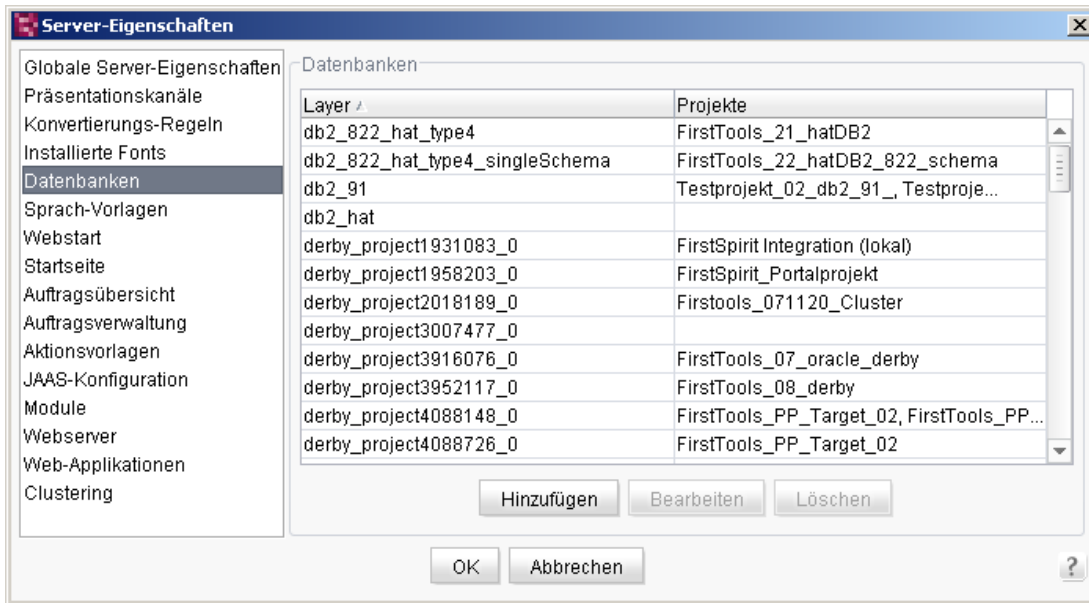 Server-Eigenschaften
Globale Server-Eigenschaften
Präsentationskanäle
Konvertierungs-Regeln
Installierte Fonts
Datenbanken
Sprach-Vorlagen
Webstart
Startseite
Auftragsübersicht
Auftragsverwaltung
Aktionsvorlagen
JAAS-Konfiguration
Module
Webserver
Web-Applikationen
Clustering
Datenbanken
Layer Projekte
db2_822_hat_type4 FirstTools_21_hatDB2
db2_822_hat_type4_singleSchema FirstTools_22_hatDB2_822_schema
db2_91 Testprojekt_02_db2_91_, Testproje...
db2_hat
derby_project1931083_0 FirstSpirit Integration (lokal)
derby_project1958203_0 FirstSpirit_Portalprojekt
derby_project2018189_0 Firstools_071120_Cluster
derby_project3007477_0
derby_project3916076_0 FirstTools_07_oracle_derby
derby_project3952117_0 FirstTools_08_derby
derby_project4088148_0 FirstTools_PP_Target_02, FirstTools_PP...
derby_project4088726_0 FirstTools_PP_Target_02
Hinzufügen Bearbeiten Löschen
OK Abbrechen ?